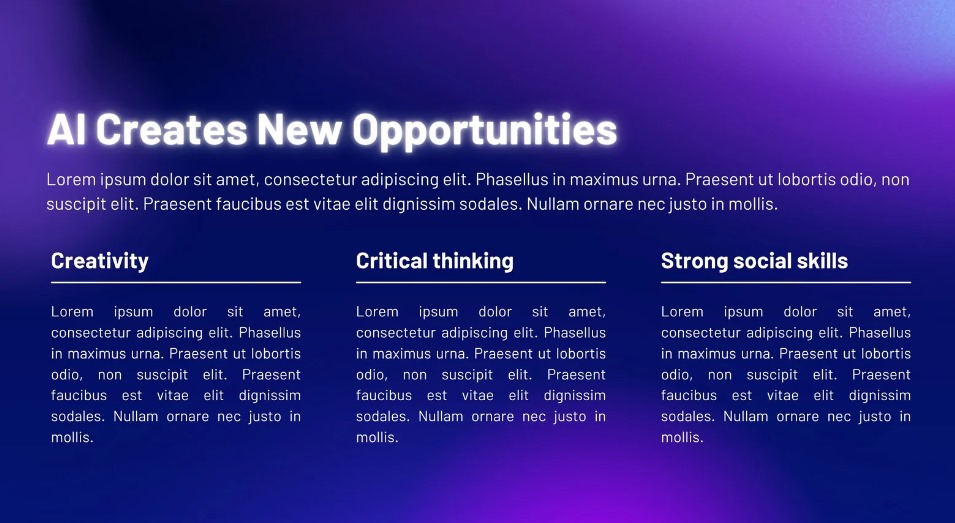 AI Creates New Opportunities
Lorem ipsum dolor sit amet, consectetur adipiscing elit. Phasellus in maximus urna. Praesent ut lobortis odio, non
suscipit elit. Praesent faucibus est vitae elit dignissim sodales. Nullam ornare nec justo in mollis.
Creativity
Lorem ipsum dolor sit amet,
consectetur adipiscing elit. Phasellus
in maximus urna. Praesent ut lobortis
odio, non suscipit elit. Praesent
faucibus est vitae elit dignissim
sodales. Nullam ornare nec justo in
mollis.
Critical thinking
Lorem ipsum dolor sit amet,
consectetur adipiscing elit. Phasellus
in maximus urna. Praesent ut lobortis
odio, non suscipit elit. Praesent
faucibus est vitae elit dignissim
sodales. Nullam ornare nec justo in
mollis.
Strong social skills
Lorem ipsum dolor sit amet,
consectetur adipiscing elit. Phasellus
in maximus urna. Praesent ut lobortis
odio, non suscipit elit. Praesent
faucibus est vitae elit dignissim
sodales. Nullam ornare nec justo in
mollis.